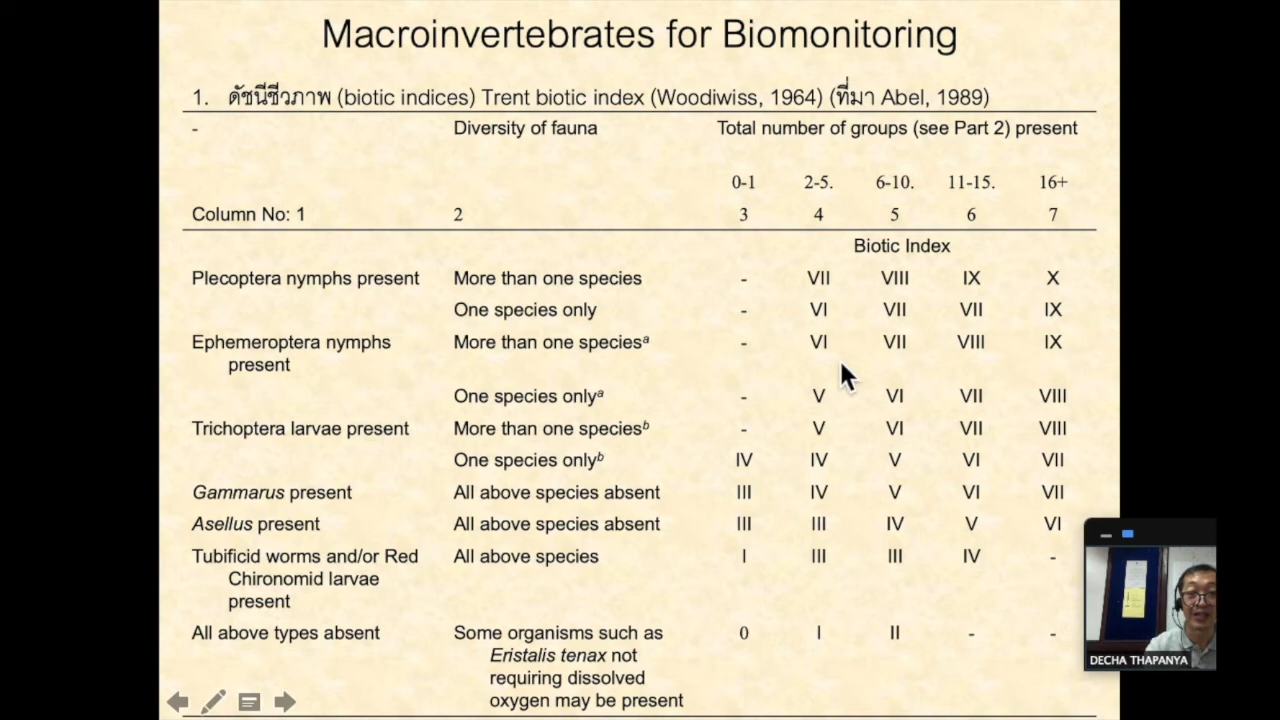 Macroinvertebrates for Biomonitoring
1. ดัชนีชีวภาพ (biotic indices) Trent biotic index (Woodiwiss, 1964) (ที่มา Abel, 1989)
- Diversity of fauna Total number of groups (see Part 2) present
0-1 2-5. 6-10. 11-15. 16+
Column No: 1 2 3 4 5 6 7
Biotic Index
Plecoptera nymphs present More than one species - VII VIII IX X
One species only - VI VII VII IX
Ephemeroptera nymphs More than one speciesᵃ - VI VII VIII IX
present
One species onlyᵃ - V VI VII VIII
Trichoptera larvae present More than one speciesᵇ - V VI VII VIII
One species onlyᵇ IV IV V VI VII
Gammarus present All above species absent III IV V VI VII
Asellus present All above species absent III III IV V VI
Tubificid worms and/or Red All above species I III III IV -
Chironomid larvae
present
All above types absent Some organisms such as 0 I II - -
Eristalis tenax not
requiring dissolved
oxygen may be present
DECHA THAPANYA